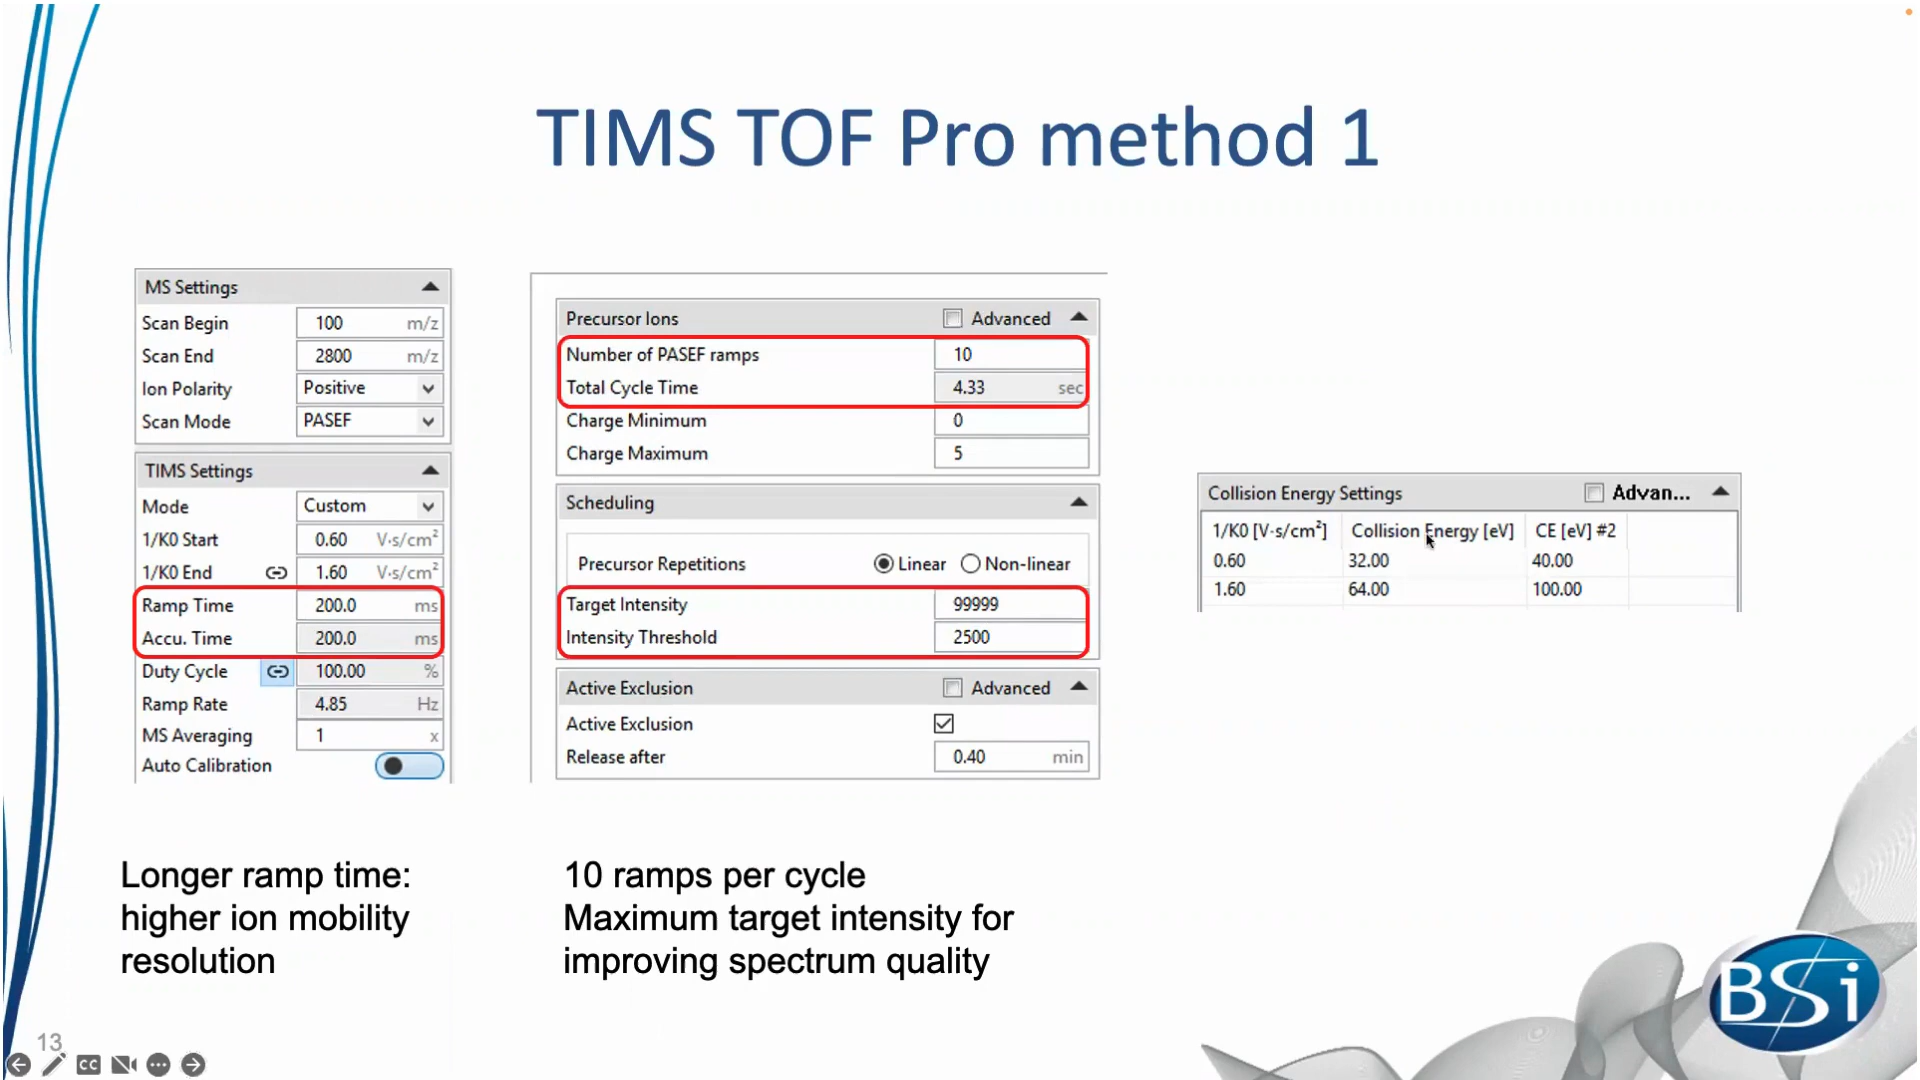 TIMS TOF Pro method 1
MS Settings
Scan Begin 100 m/z
Scan End 2800 m/z
Ion Polarity Positive
Scan Mode PASEF
TIMS Settings
Mode Custom
1/K0 Start 0.60 V·s/cm²
1/K0 End 1.60 V·s/cm²
Ramp Time 200.0 ms
Accu. Time 200.0 ms
Duty Cycle 100.00 %
Ramp Rate 4.85 Hz
MS Averaging 1 x
Auto Calibration
Precursor Ions Advanced
Number of PASEF ramps 10
Total Cycle Time 4.33 sec
Charge Minimum 0
Charge Maximum 5
Scheduling
Precursor Repetitions Linear Non-linear
Target Intensity 99999
Intensity Threshold 2500
Active Exclusion Advanced
Active Exclusion
Release after 0.40 min
Collision Energy Settings Advan...
1/K0 [V·s/cm²] Collision Energy [eV] CE [eV] #2
0.60 32.00 40.00
1.60 64.00 100.00
Longer ramp time:
higher ion mobility
resolution
10 ramps per cycle
Maximum target intensity for
improving spectrum quality
BSi
13
CC